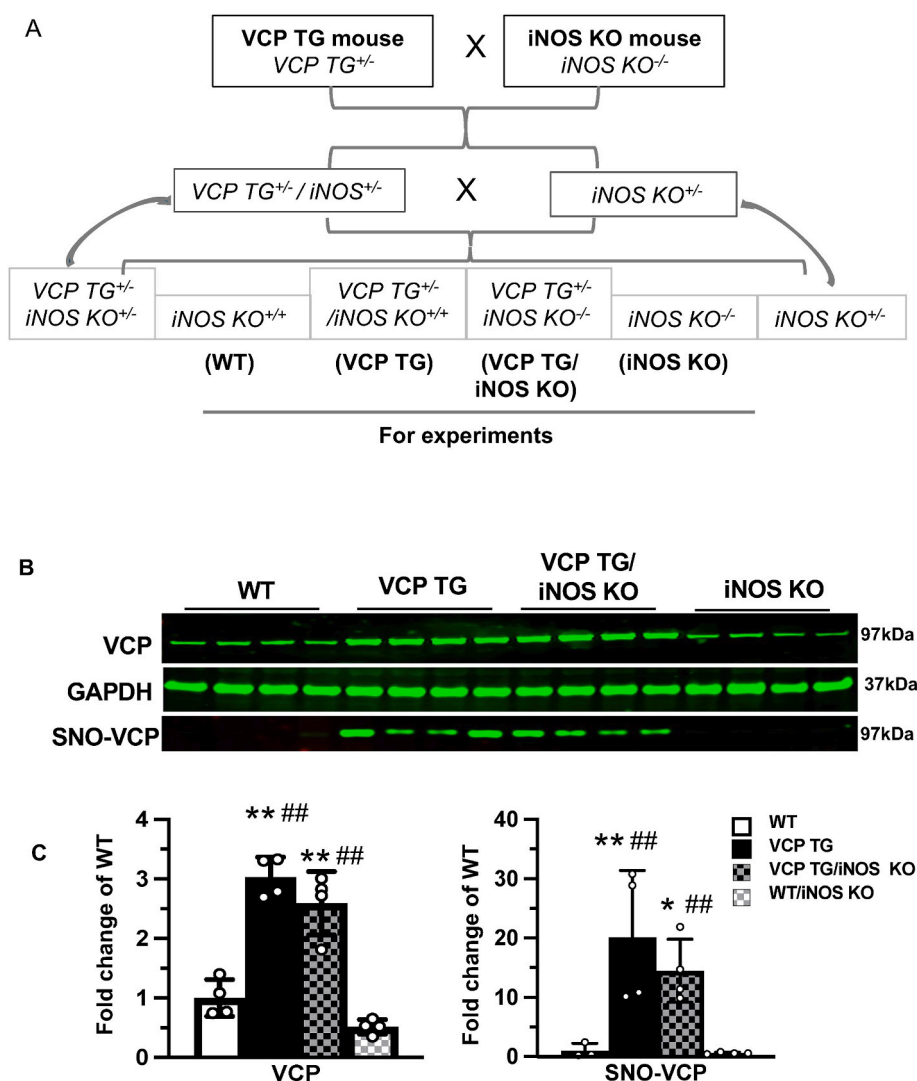 A
VCP TG mouse
VCP TG+/-
X
iNOS KO mouse
iNOS KO-/-
VCP TG+/- / iNOS+/-
X
iNOS KO+/-
VCP TG+/-
iNOS KO+/-
iNOS KO+/+
VCP TG+/-
/iNOS KO+/+
VCP TG+/-
iNOS KO-/-
iNOS KO-/-
iNOS KO+/-
(WT)
(VCP TG)
(VCP TG/
iNOS KO)
(iNOS KO)
For experiments
B
WT
VCP TG
VCP TG/
iNOS KO
iNOS KO
VCP
97kDa
GAPDH
37kDa
SNO-VCP
97kDa
C
Fold change of WT
4
3
2
1
0
** ##
** ##
VCP
Fold change of WT
40
30
20
10
0
** ##
* ##
SNO-VCP
WT
VCP TG
VCP TG/iNOS KO
WT/iNOS KO